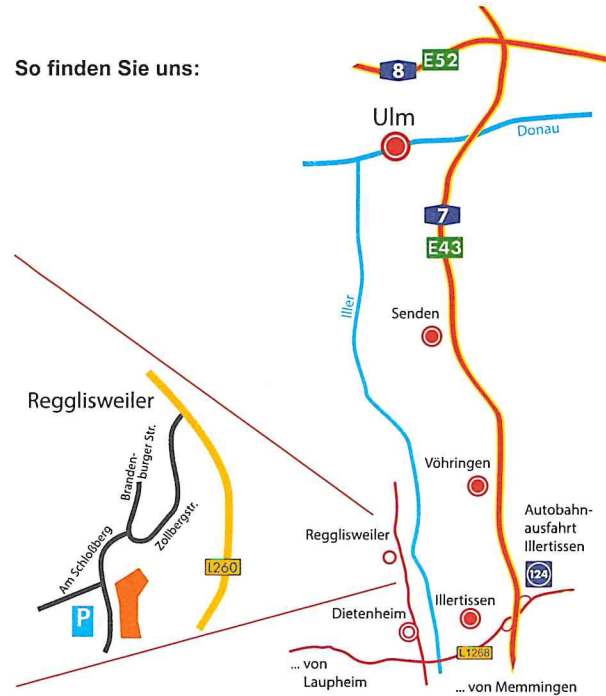 So finden Sie uns:
8
E52
Ulm
Donau
7
E43
Iller
Senden
Regglisweiler
Branden-
burger Str.
Zollbergstr.
Am Schloßberg
L260
P
Vöhringen
Autobahn-
ausfahrt
Illertissen
124
Regglisweiler
Dietenheim
Illertissen
L1268
... von
Laupheim
... von Memmingen